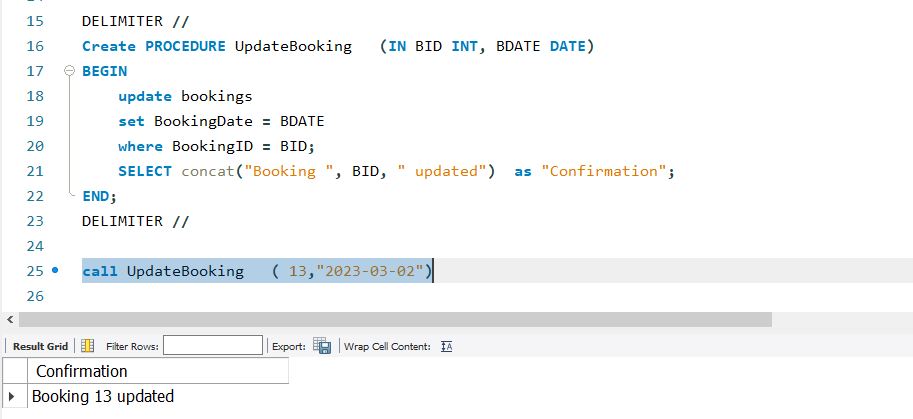 15 DELIMITER //
16 Create PROCEDURE UpdateBooking (IN BID INT, BDATE DATE)
17 BEGIN
18 update bookings
19 set BookingDate = BDATE
20 where BookingID = BID;
21 SELECT concat("Booking ", BID, " updated") as "Confirmation";
22 END;
23 DELIMITER //
24
25 call UpdateBooking ( 13,"2023-03-02")
26
Result Grid Filter Rows: Export: Wrap Cell Content: IA
Confirmation
Booking 13 updated